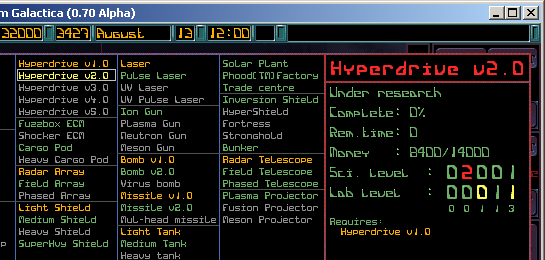 m Galactica (0.70 Alpha)
32000 3427 August 13 12:00
Hyperdrive v1.0
Hyperdrive v2.0
Hyperdrive v3.0
Hyperdrive v4.0
Hyperdrive v5.0
Fuzzbox ECM
Shocker ECM
Cargo Pod
Heavy Cargo Pod
Radar Array
Field Array
Phased Array
Light Shield
Medium Shield
Heavy Shield
SuperHvy Shield
Laser
Pulse Laser
UV Laser
UV Pulse Laser
Ion Gun
Plasma Gun
Neutron Gun
Meson Gun
Bomb v1.0
Bomb v2.0
Virus bomb
Missile v1.0
Missile v2.0
Mul-head missile
Light Tank
Medium Tank
Heavy tank
Solar Plant
Phood(TM)Factory
Trade centre
Inversion Shield
HyperShield
Fortress
Stronghold
Bunker
Radar Telescope
Field Telescope
Phased Telescope
Plasma Projector
Fusion Projector
Meson Projector
p
Hyperdrive v2.0
Under research
Complete: 0%
Rem.time: 0
Money : 8400/14000
Sci. level : 02001
Lab level : 00011
00113
Requires:
Hyperdrive v1.0